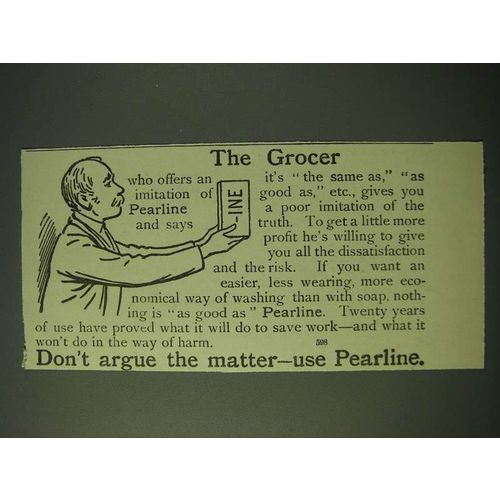 The Grocer
who offers an it's "the same as," "as
imitation of good as," etc., gives you
Pearline a poor imitation of the
and says truth. To get a little more
profit he's willing to give
you all the dissatisfaction
and the risk. If you want an
easier, less wearing, more eco-
nomical way of washing than with soap, noth-
ing is "as good as" Pearline. Twenty years
of use have proved what it will do to save work—and what it
won't do in the way of harm. 598
Don't argue the matter—use Pearline.
-INE